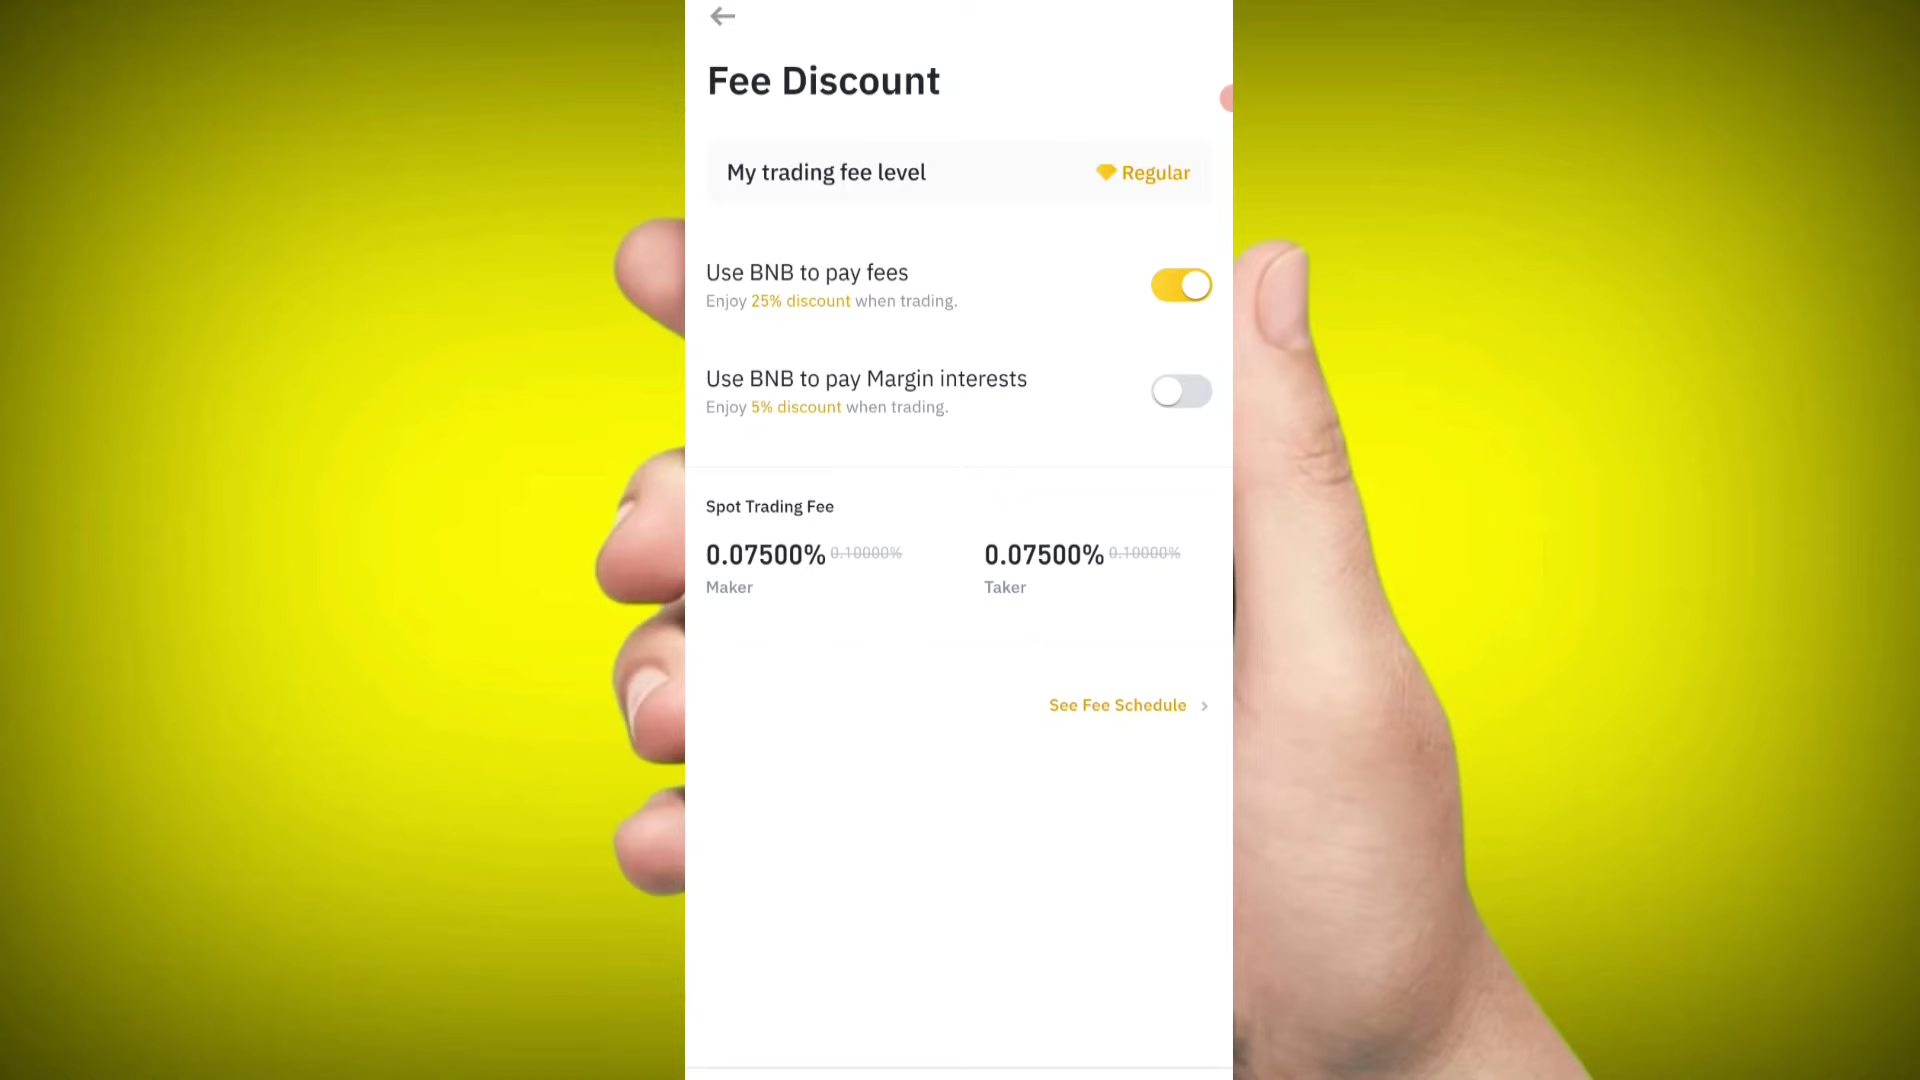 Fee Discount
My trading fee level Regular
Use BNB to pay fees
Enjoy 25% discount when trading.
Use BNB to pay Margin interests
Enjoy 5% discount when trading.
Spot Trading Fee
0.07500% 0.10000% 0.07500% 0.10000%
Maker Taker
See Fee Schedule